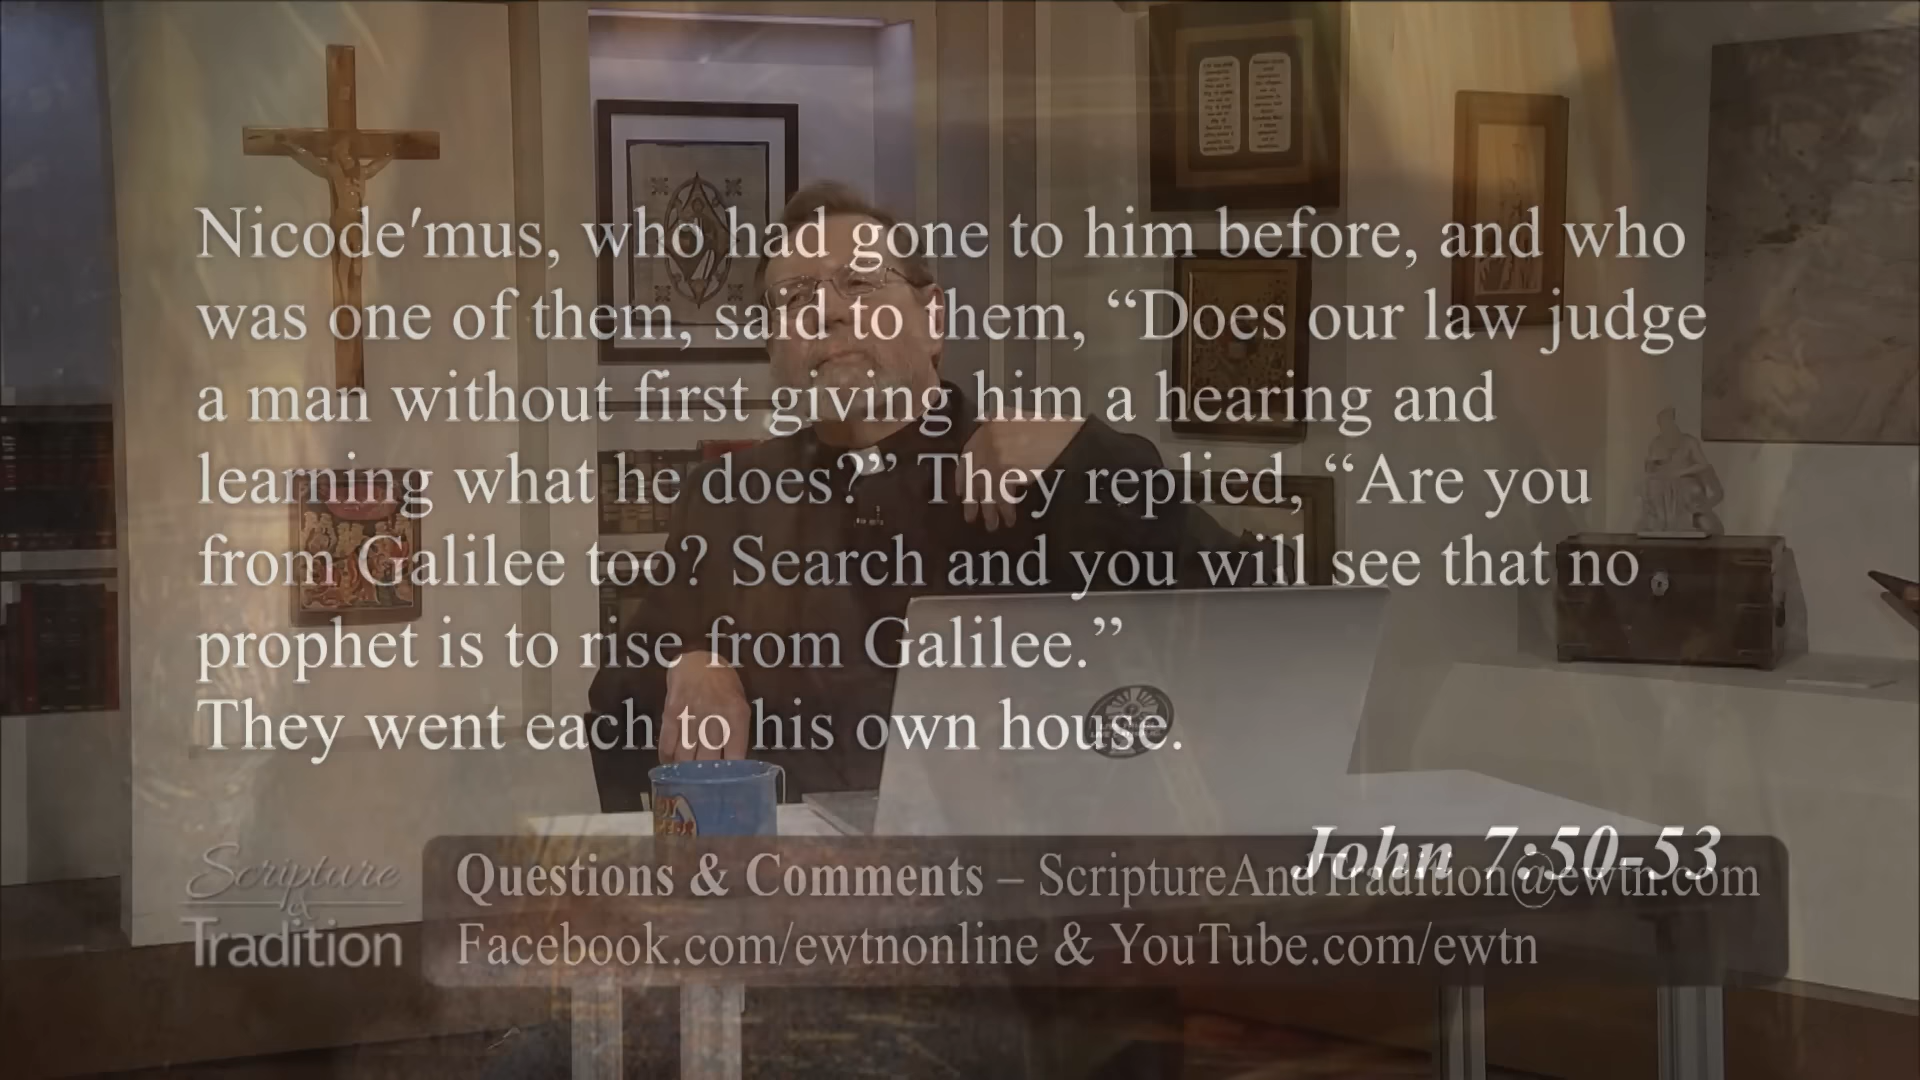 Nicode′mus, who had gone to him before, and who
was one of them, said to them, “Does our law judge
a man without first giving him a hearing and
learning what he does?” They replied, “Are you
from Galilee too? Search and you will see that no
prophet is to rise from Galilee.”
They went each to his own house.
John 7:50-53
Scripture
&
Tradition
Questions & Comments – ScriptureAndTradition@ewtn.com
Facebook.com/ewtnonline & YouTube.com/ewtn